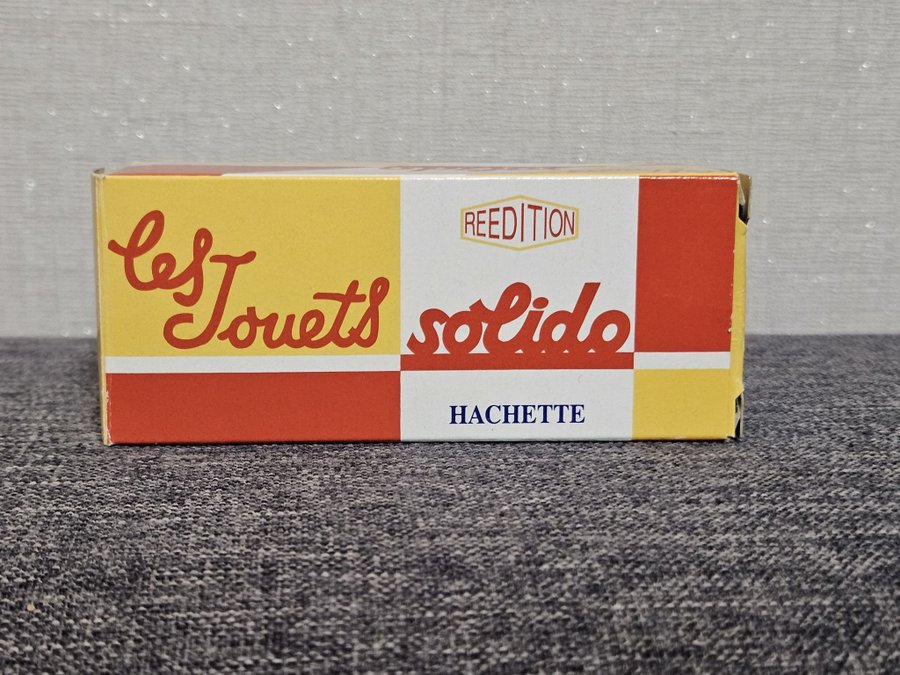 les Jouets
REEDITION
solido
HACHETTE